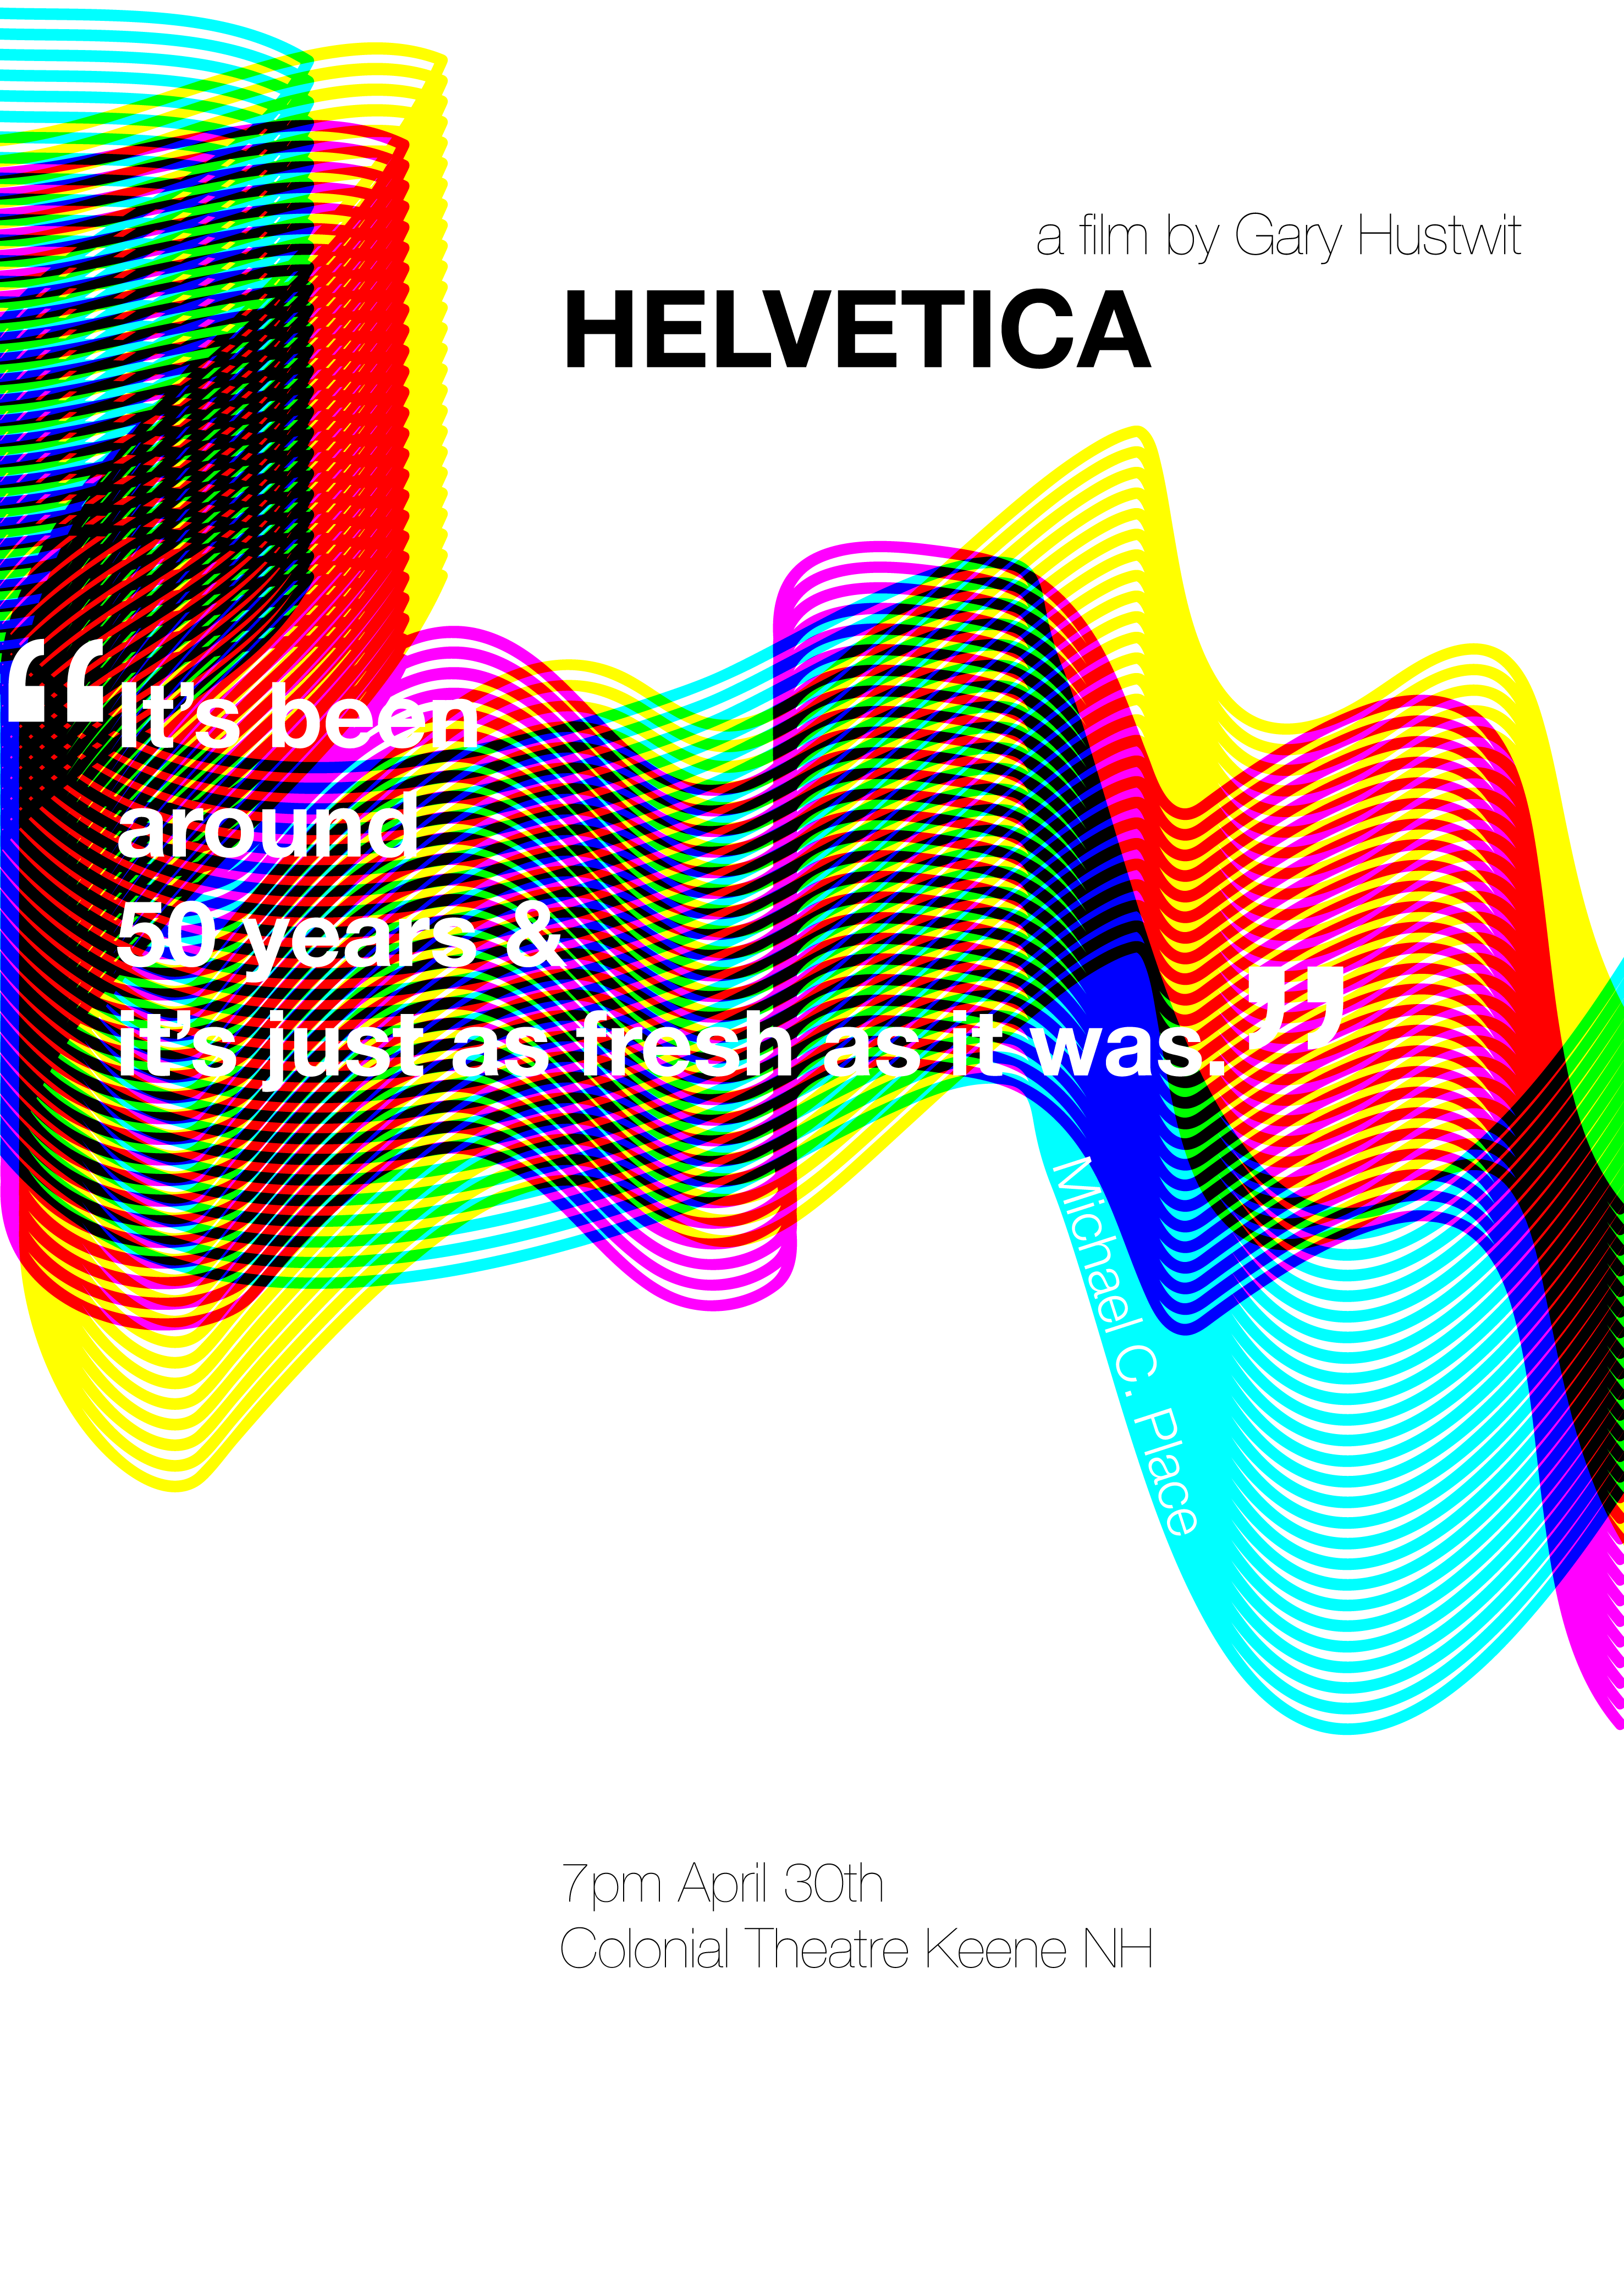 a film by Gary Hustwit
HELVETICA
“It’s been
around
50 years &
it’s just as fresh as it was.”
Michael C. Place
7pm April 30th
Colonial Theatre Keene NH